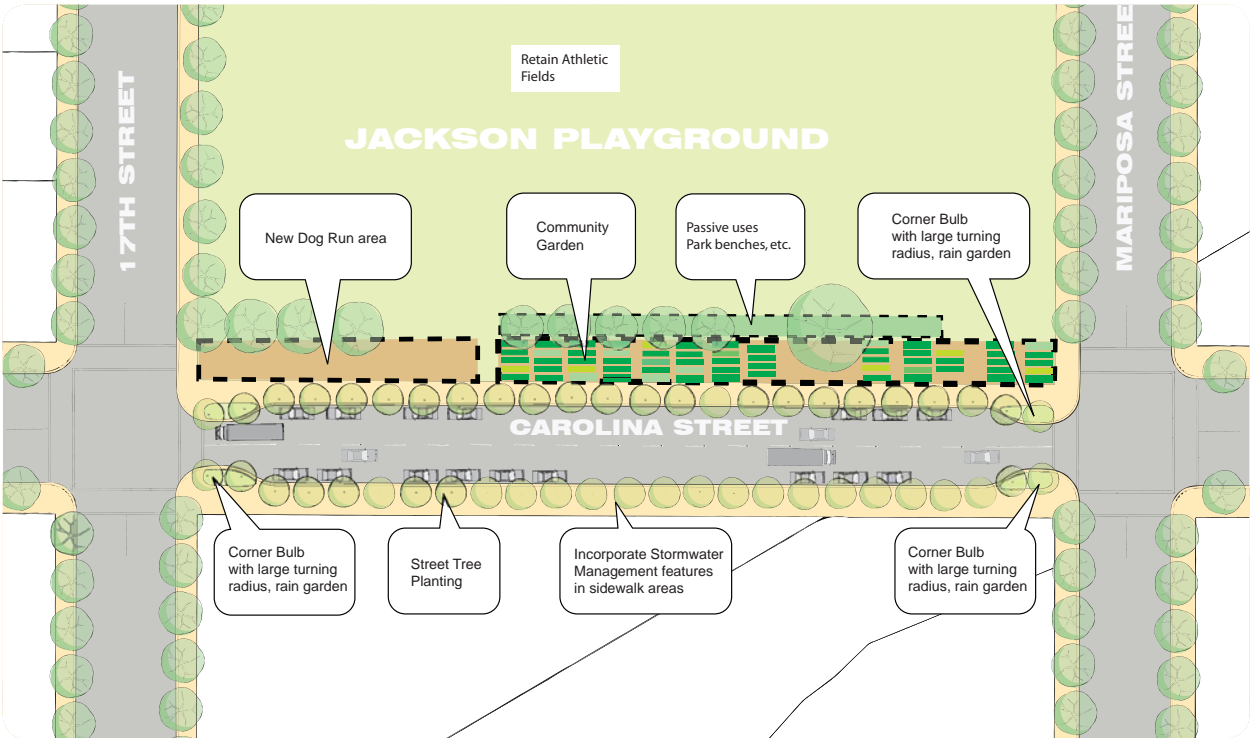 Retain Athletic
Fields
JACKSON PLAYGROUND
17TH STREET
MARIPOSA STREET
New Dog Run area
Community
Garden
Passive uses
Park benches, etc.
Corner Bulb
with large turning
radius, rain garden
CAROLINA STREET
Corner Bulb
with large turning
radius, rain garden
Street Tree
Planting
Incorporate Stormwater
Management features
in sidewalk areas
Corner Bulb
with large turning
radius, rain garden